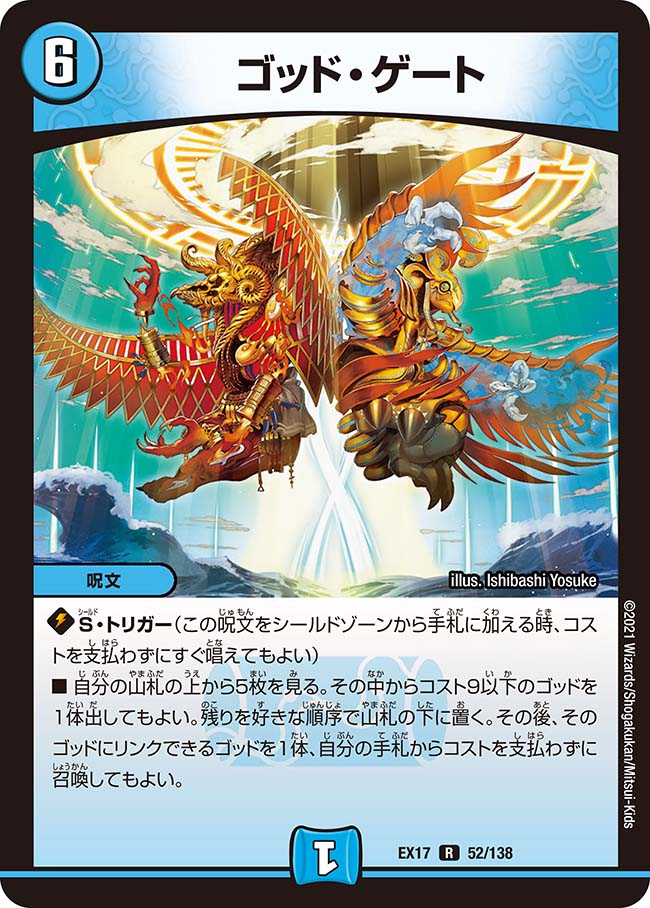 6
ゴッド・ゲート
呪文
illus. Ishibashi Yosuke
S・トリガー(この呪文をシールドゾーンから手札に加える時、コス
トを支払わずにすぐ唱えてもよい)
■ 自分の山札の上から5枚を見る。その中からコスト9以下のゴッドを
1体出してもよい。残りを好きな順序で山札の下に置く。その後、その
ゴッドにリンクできるゴッドを1体、自分の手札からコストを支払わずに
召喚してもよい。
©2021 Wizards/Shogakukan/Mitsui-Kids
1
EX17 R 52/138